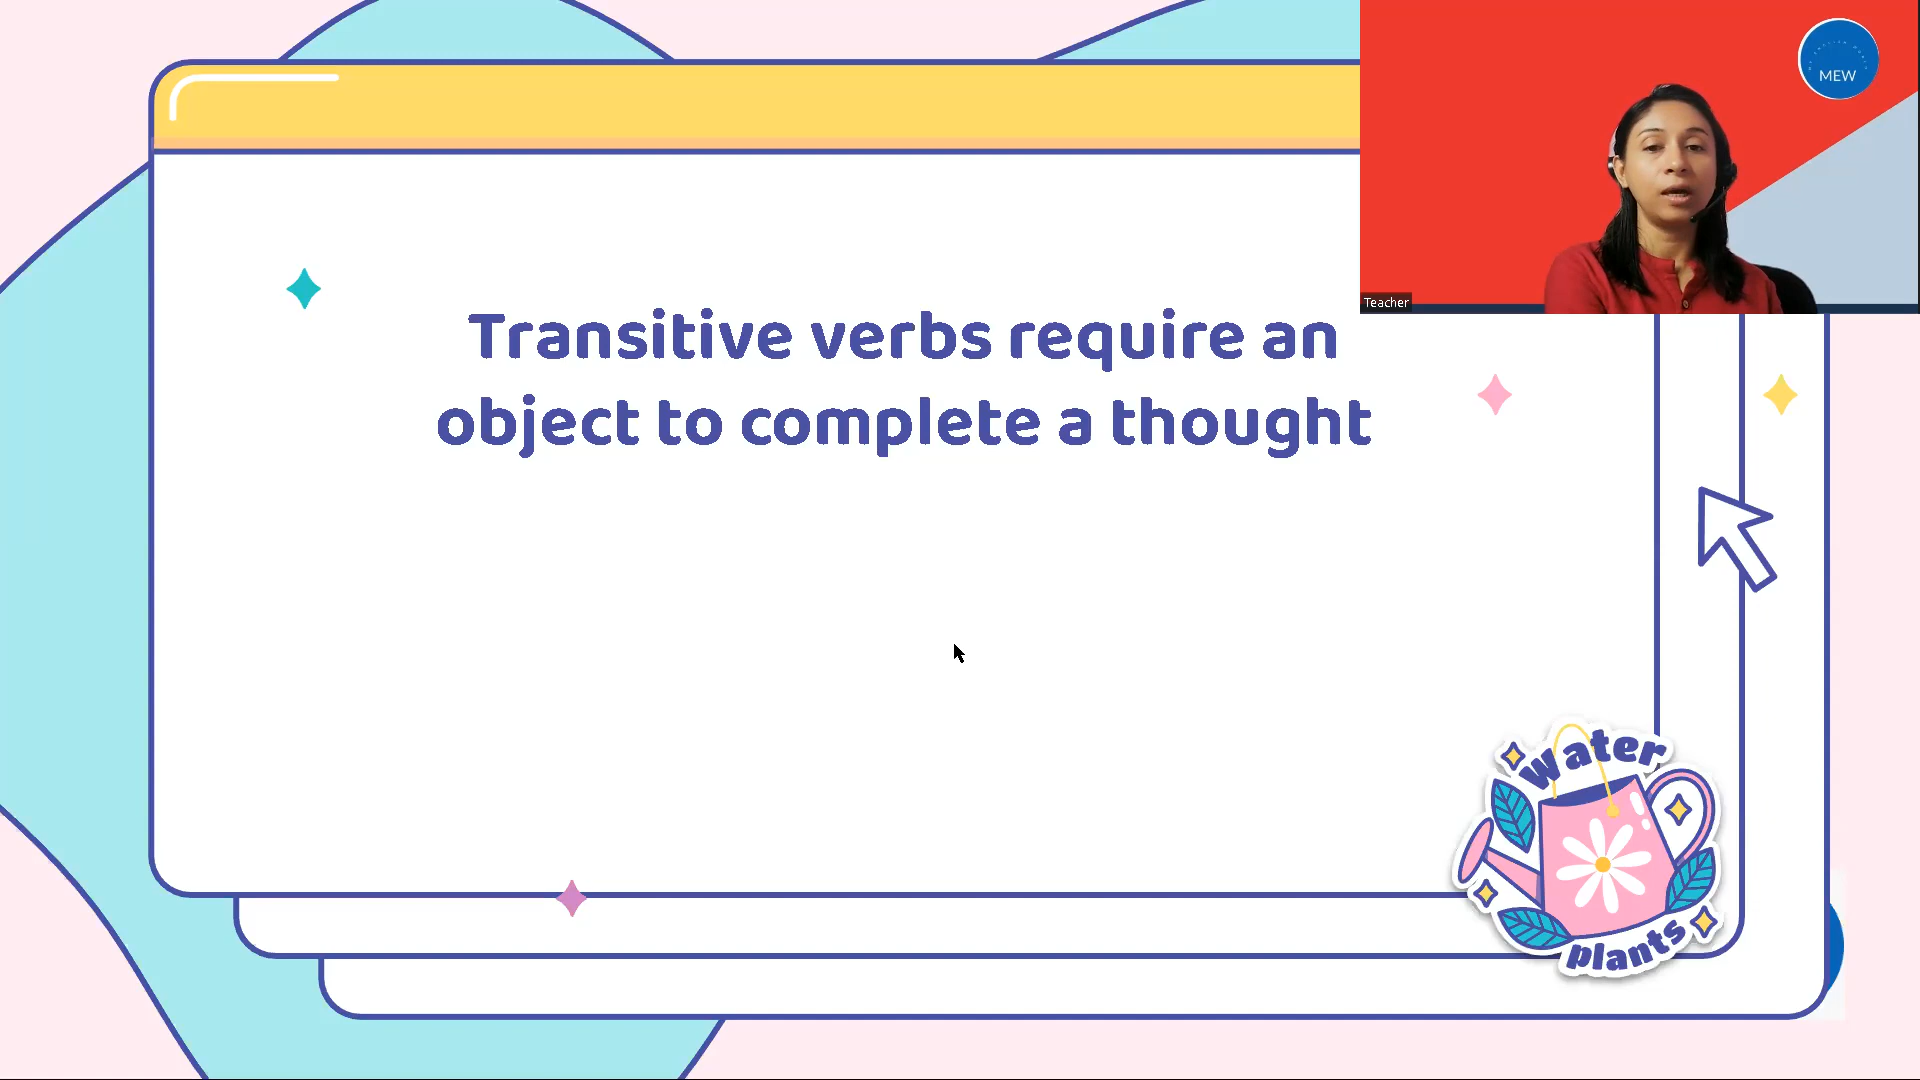 MEW
Teacher
Transitive verbs require an
object to complete a thought
Water
plants